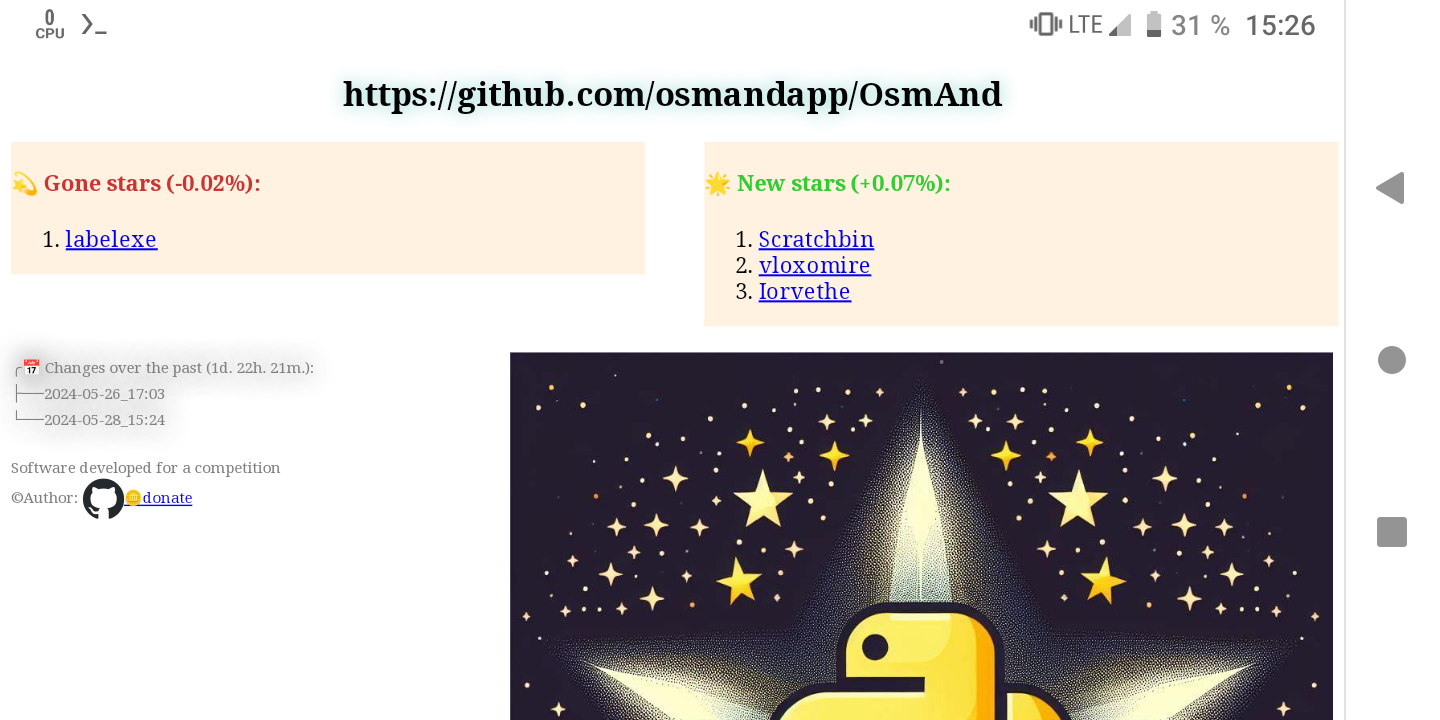 0
CPU
LTE 31 % 15:26
https://github.com/osmandapp/OsmAnd
💫 Gone stars (-0.02%):
1. labelexe
🌟 New stars (+0.07%):
1. Scratchbin
2. vloxomire
3. Iorvethe
╭📅 Changes over the past (1d. 22h. 21m.):
├──2024-05-26_17:03
└──2024-05-28_15:24
Software developed for a competition
©Author: 🪙donate